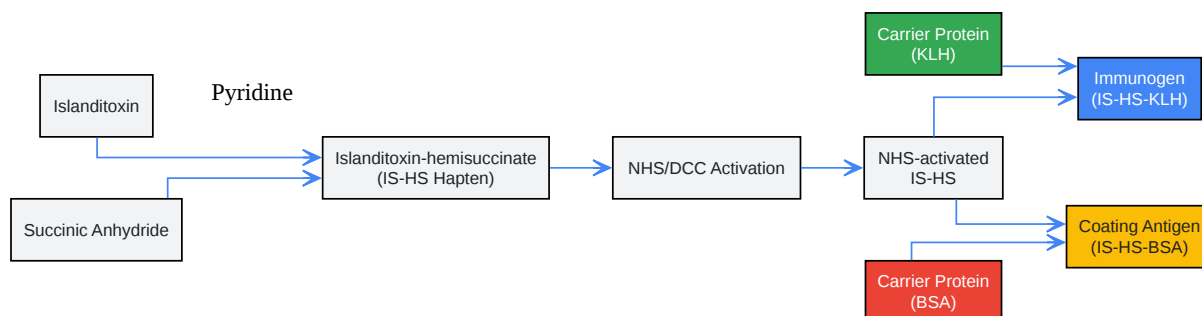 Islanditoxin
Succinic Anhydride
Pyridine
Islanditoxin-hemisuccinate
(IS-HS Hapten)
NHS/DCC Activation
NHS-activated
IS-HS
Carrier Protein
(KLH)
Immunogen
(IS-HS-KLH)
Carrier Protein
(BSA)
Coating Antigen
(IS-HS-BSA)